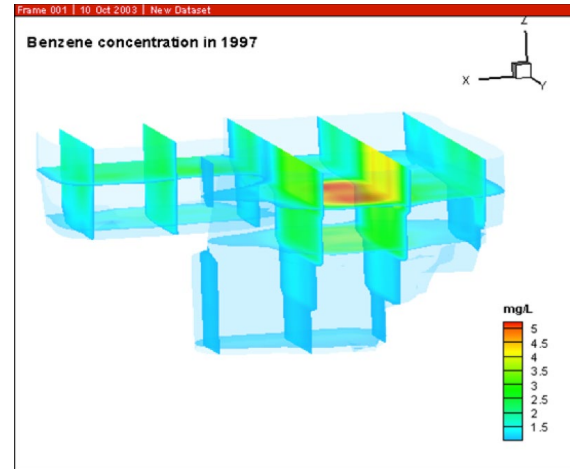 Frame 001 | 10 Oct 2003 | New Dataset
Benzene concentration in 1997
Z
X
Y
mg/L
5
4.5
4
3.5
3
2.5
2
1.5